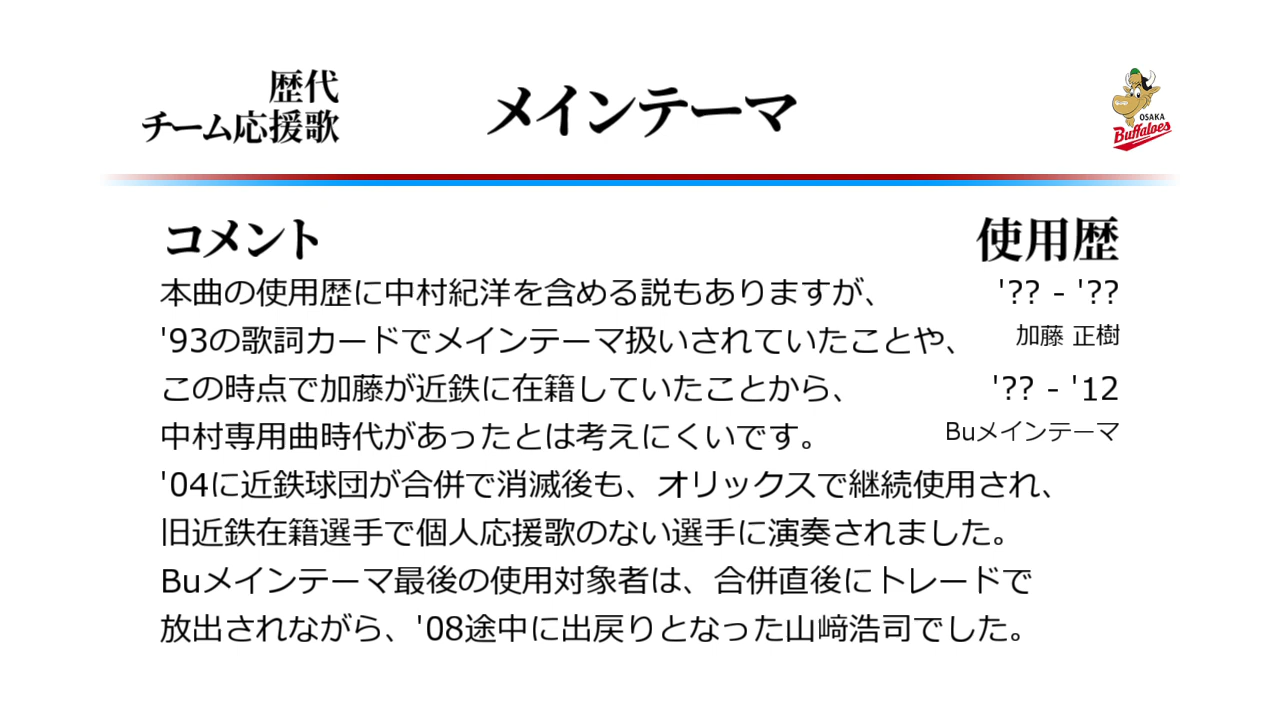 歴代
チーム応援歌
メインテーマ
OSAKA
Buffaloes
コメント
本曲の使用歴に中村紀洋を含める説もありますが、
'93の歌詞カードでメインテーマ扱いされていたことや、
この時点で加藤が近鉄に在籍していたことから、
中村専用曲時代があったとは考えにくいです。
'04に近鉄球団が合併で消滅後も、オリックスで継続使用され、
旧近鉄在籍選手で個人応援歌のない選手に演奏されました。
Buメインテーマ最後の使用対象者は、合併直後にトレードで
放出されながら、'08途中に出戻りとなった山﨑浩司でした。
使用歴
'?? - '??
加藤 正樹
'?? - '12
Buメインテーマ